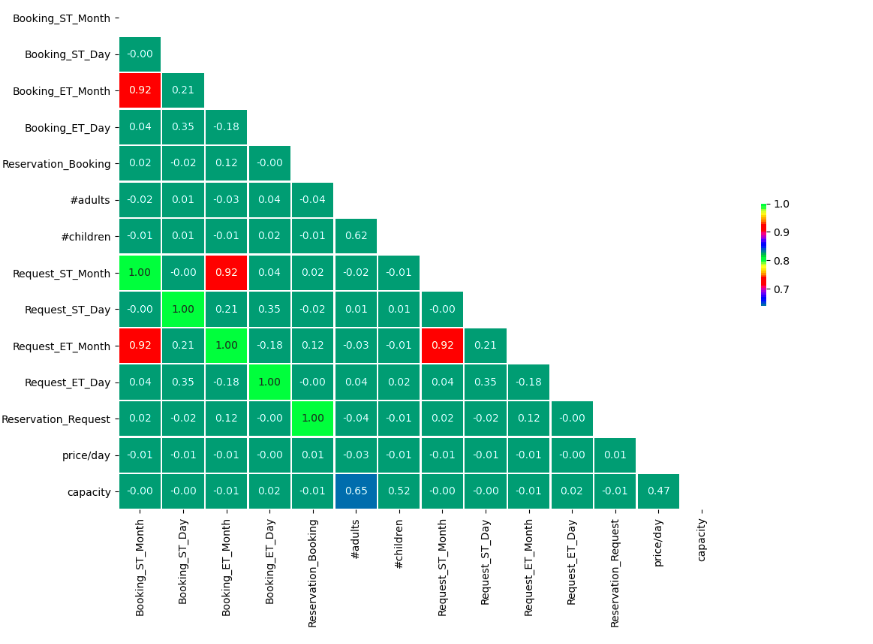 Booking_ST_Month
Booking_ST_Day -0.00
Booking_ET_Month 0.92 0.21
Booking_ET_Day 0.04 0.35 -0.18
Reservation_Booking 0.02 -0.02 0.12 -0.00
#adults -0.02 0.01 -0.03 0.04 -0.04
#children -0.01 0.01 -0.01 0.02 -0.01 0.62
Request_ST_Month 1.00 -0.00 0.92 0.04 0.02 -0.02 -0.01
Request_ST_Day -0.00 1.00 0.21 0.35 -0.02 0.01 0.01 -0.00
Request_ET_Month 0.92 0.21 1.00 -0.18 0.12 -0.03 -0.01 0.92 0.21
Request_ET_Day 0.04 0.35 -0.18 1.00 -0.00 0.04 0.02 0.04 0.35 -0.18
Reservation_Request 0.02 -0.02 0.12 -0.00 1.00 -0.04 -0.01 0.02 -0.02 0.12 -0.00
price/day -0.01 -0.01 -0.01 -0.00 0.01 -0.03 -0.01 -0.01 -0.01 -0.01 -0.00 0.01
capacity -0.00 -0.00 -0.01 0.02 -0.01 0.65 0.52 -0.00 -0.00 -0.01 0.02 -0.01 0.47
Booking_ST_Month
Booking_ST_Day
Booking_ET_Month
Booking_ET_Day
Reservation_Booking
#adults
#children
Request_ST_Month
Request_ST_Day
Request_ET_Month
Request_ET_Day
Reservation_Request
price/day
capacity
1.0
0.9
0.8
0.7